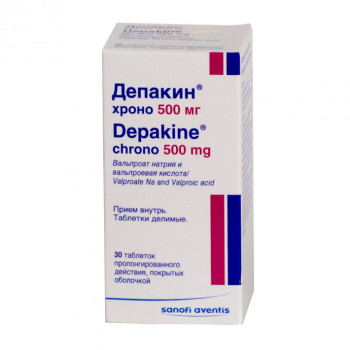 Депакин®
хроно 500 мг
Depakine®
chrono 500 mg
Вальпроат натрия и
вальпроевая кислота/
Valproate Na and Valproic acid
Прием внутрь.
Таблетки делимые.
30 таблеток
пролонгированного
действия, покрытых
оболочкой
sanofi aventis